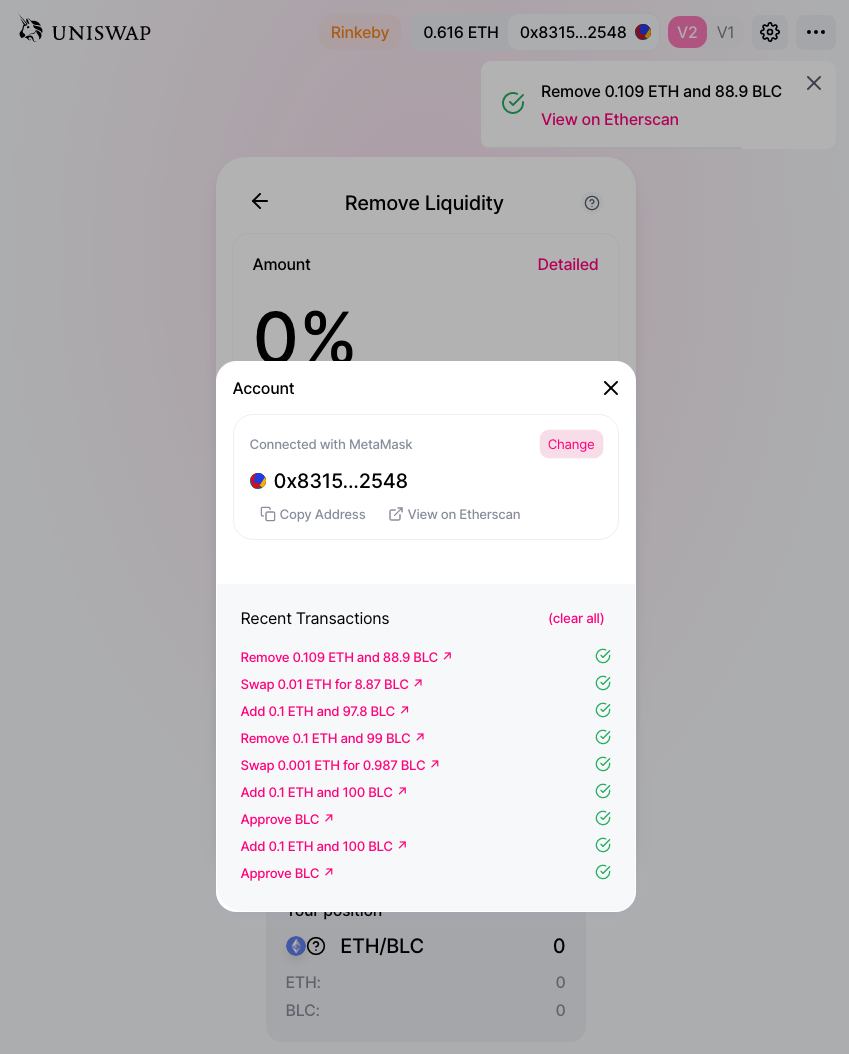 UNISWAP
Rinkeby
0.616 ETH
0x8315...2548
V2
V1
Remove 0.109 ETH and 88.9 BLC
View on Etherscan
Remove Liquidity
Amount
Detailed
0%
Account
Connected with MetaMask
Change
0x8315...2548
Copy Address
View on Etherscan
Recent Transactions
(clear all)
Remove 0.109 ETH and 88.9 BLC ↗
Swap 0.01 ETH for 8.87 BLC ↗
Add 0.1 ETH and 97.8 BLC ↗
Remove 0.1 ETH and 99 BLC ↗
Swap 0.001 ETH for 0.987 BLC ↗
Add 0.1 ETH and 100 BLC ↗
Approve BLC ↗
Add 0.1 ETH and 100 BLC ↗
Approve BLC ↗
Your position
ETH/BLC
0
ETH:
0
BLC:
0